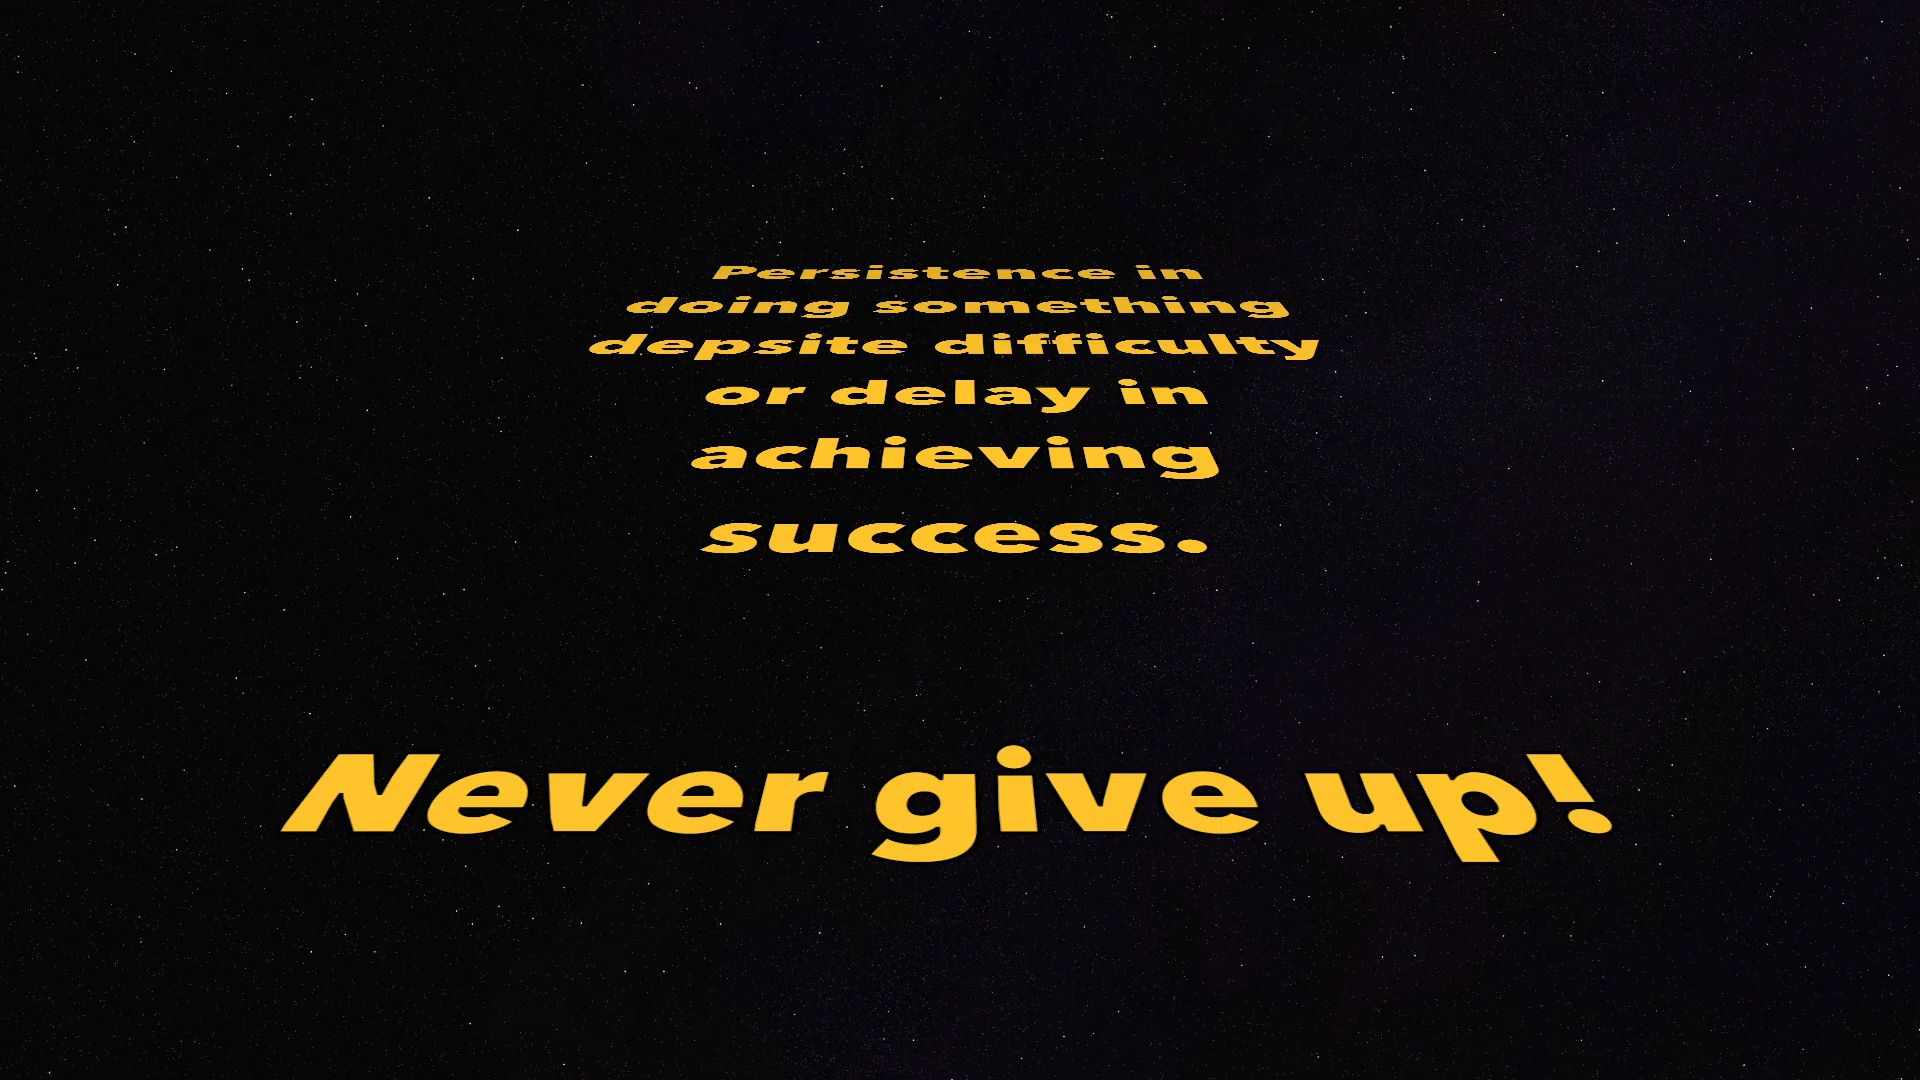 Persistence in
doing something
depsite difficulty
or delay in
achieving
success.
Never give up!